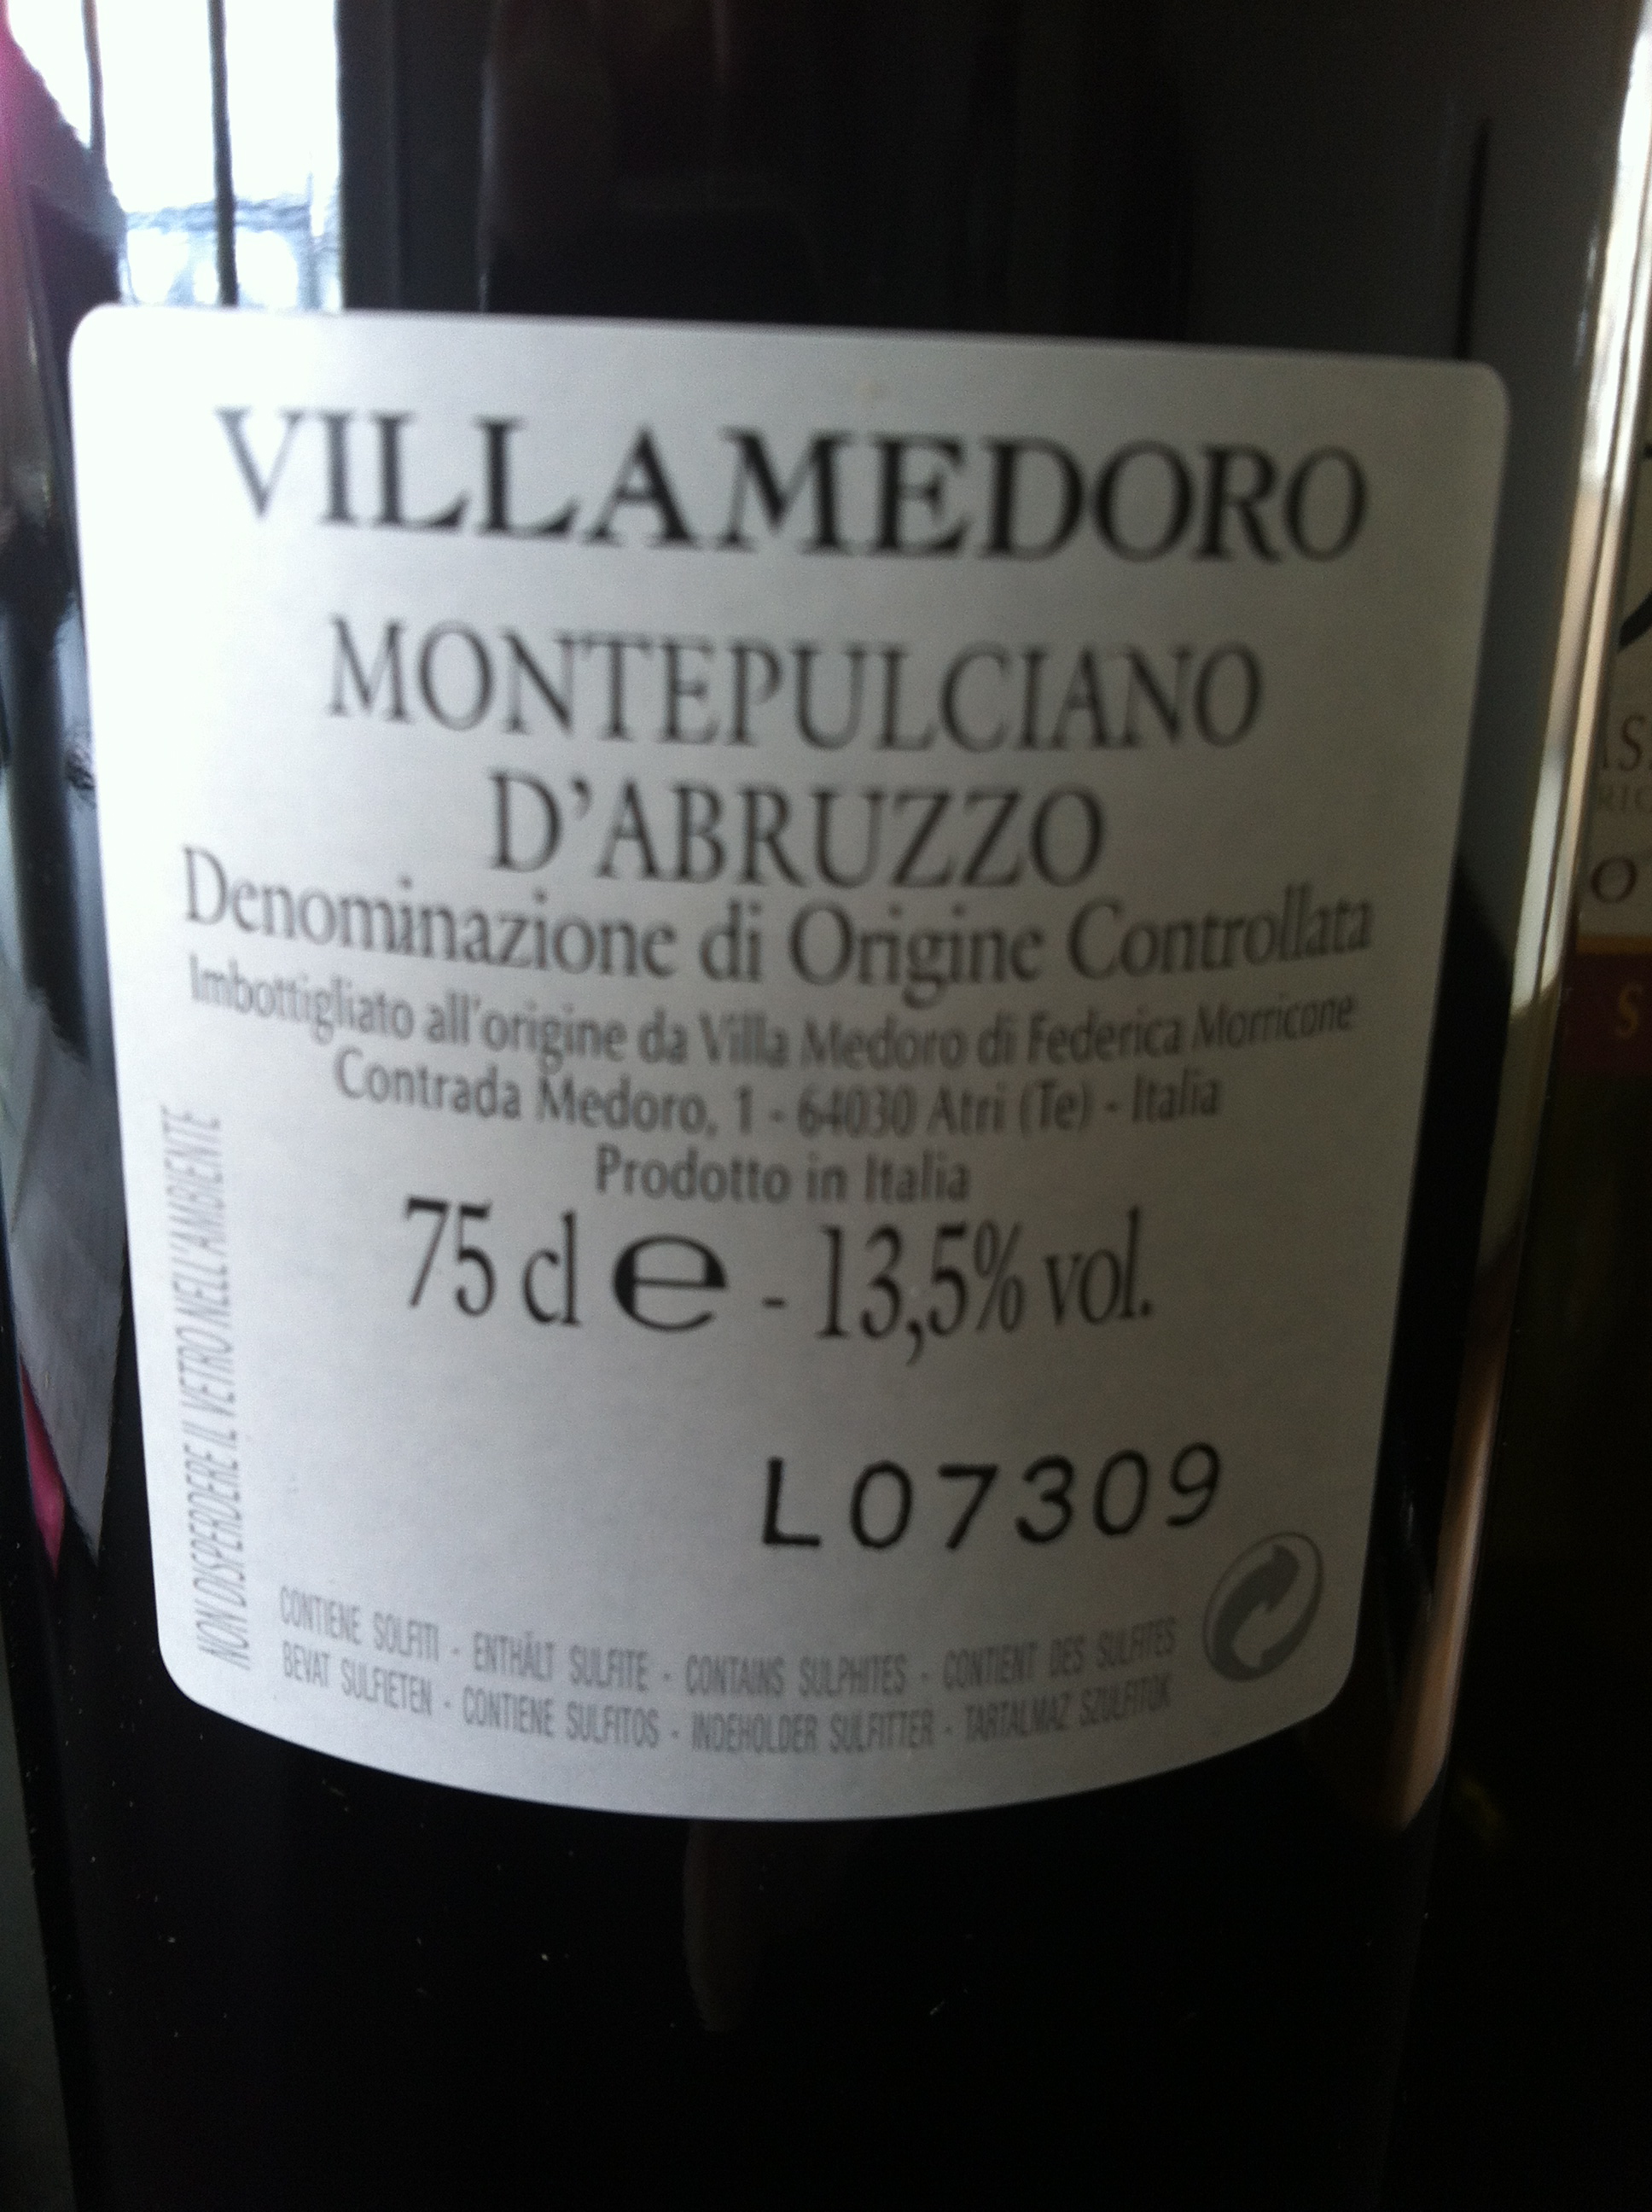 VILLAMEDORO
MONTEPULCIANO
D'ABRUZZO
Denominazione di Origine Controllata
Imbottigliato all'origine da Villa Medoro di Federica Morricone
Contrada Medoro, 1 - 64030 Atri (Te) - Italia
Prodotto in Italia
75 cl e - 13,5% vol.
L07309
NON DISPERDERE IL VETRO NELL'AMBIENTE
CONTIENE SOLFITI - ENTHÄLT SULFITE - CONTAINS SULPHITES - CONTIENT DES SULFITES
BEVAT SULFIETEN - CONTIENE SULFITOS - INDEHOLDER SULFITTER - TARTALMAZ SZULFITOK